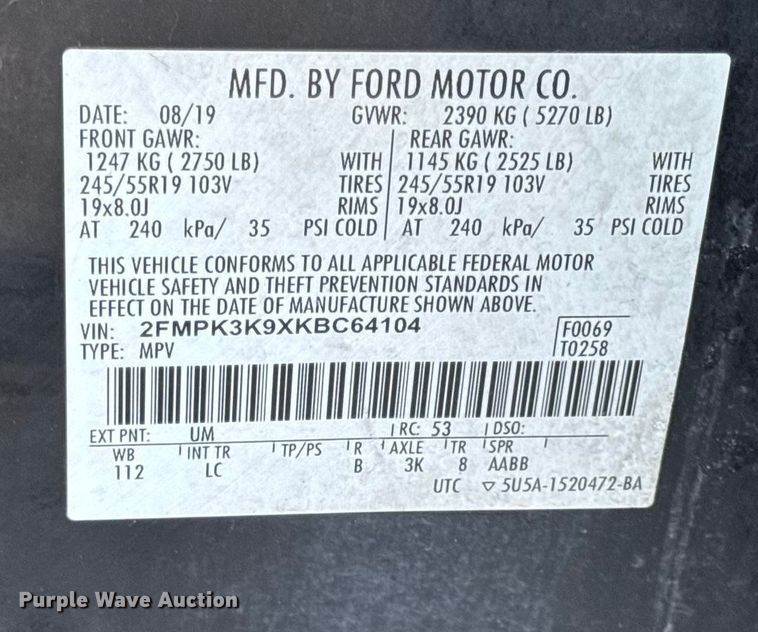 MFD. BY FORD MOTOR CO.
DATE: 08/19 GVWR: 2390 KG ( 5270 LB)
FRONT GAWR: REAR GAWR:
1247 KG ( 2750 LB) WITH 1145 KG ( 2525 LB) WITH
245/55R19 103V TIRES 245/55R19 103V TIRES
19x8.0J RIMS 19x8.0J RIMS
AT 240 kPa/ 35 PSI COLD AT 240 kPa/ 35 PSI COLD
THIS VEHICLE CONFORMS TO ALL APPLICABLE FEDERAL MOTOR
VEHICLE SAFETY AND THEFT PREVENTION STANDARDS IN
EFFECT ON THE DATE OF MANUFACTURE SHOWN ABOVE.
VIN: 2FMPK3K9XKBC64104 F0069
TYPE: MPV T0258
EXT PNT: UM RC: 53 DSO:
WB INT TR TP/PS R AXLE TR SPR
112 LC B 3K 8 AABB
UTC ▽ 5U5A-1520472-BA
Purple Wave Auction